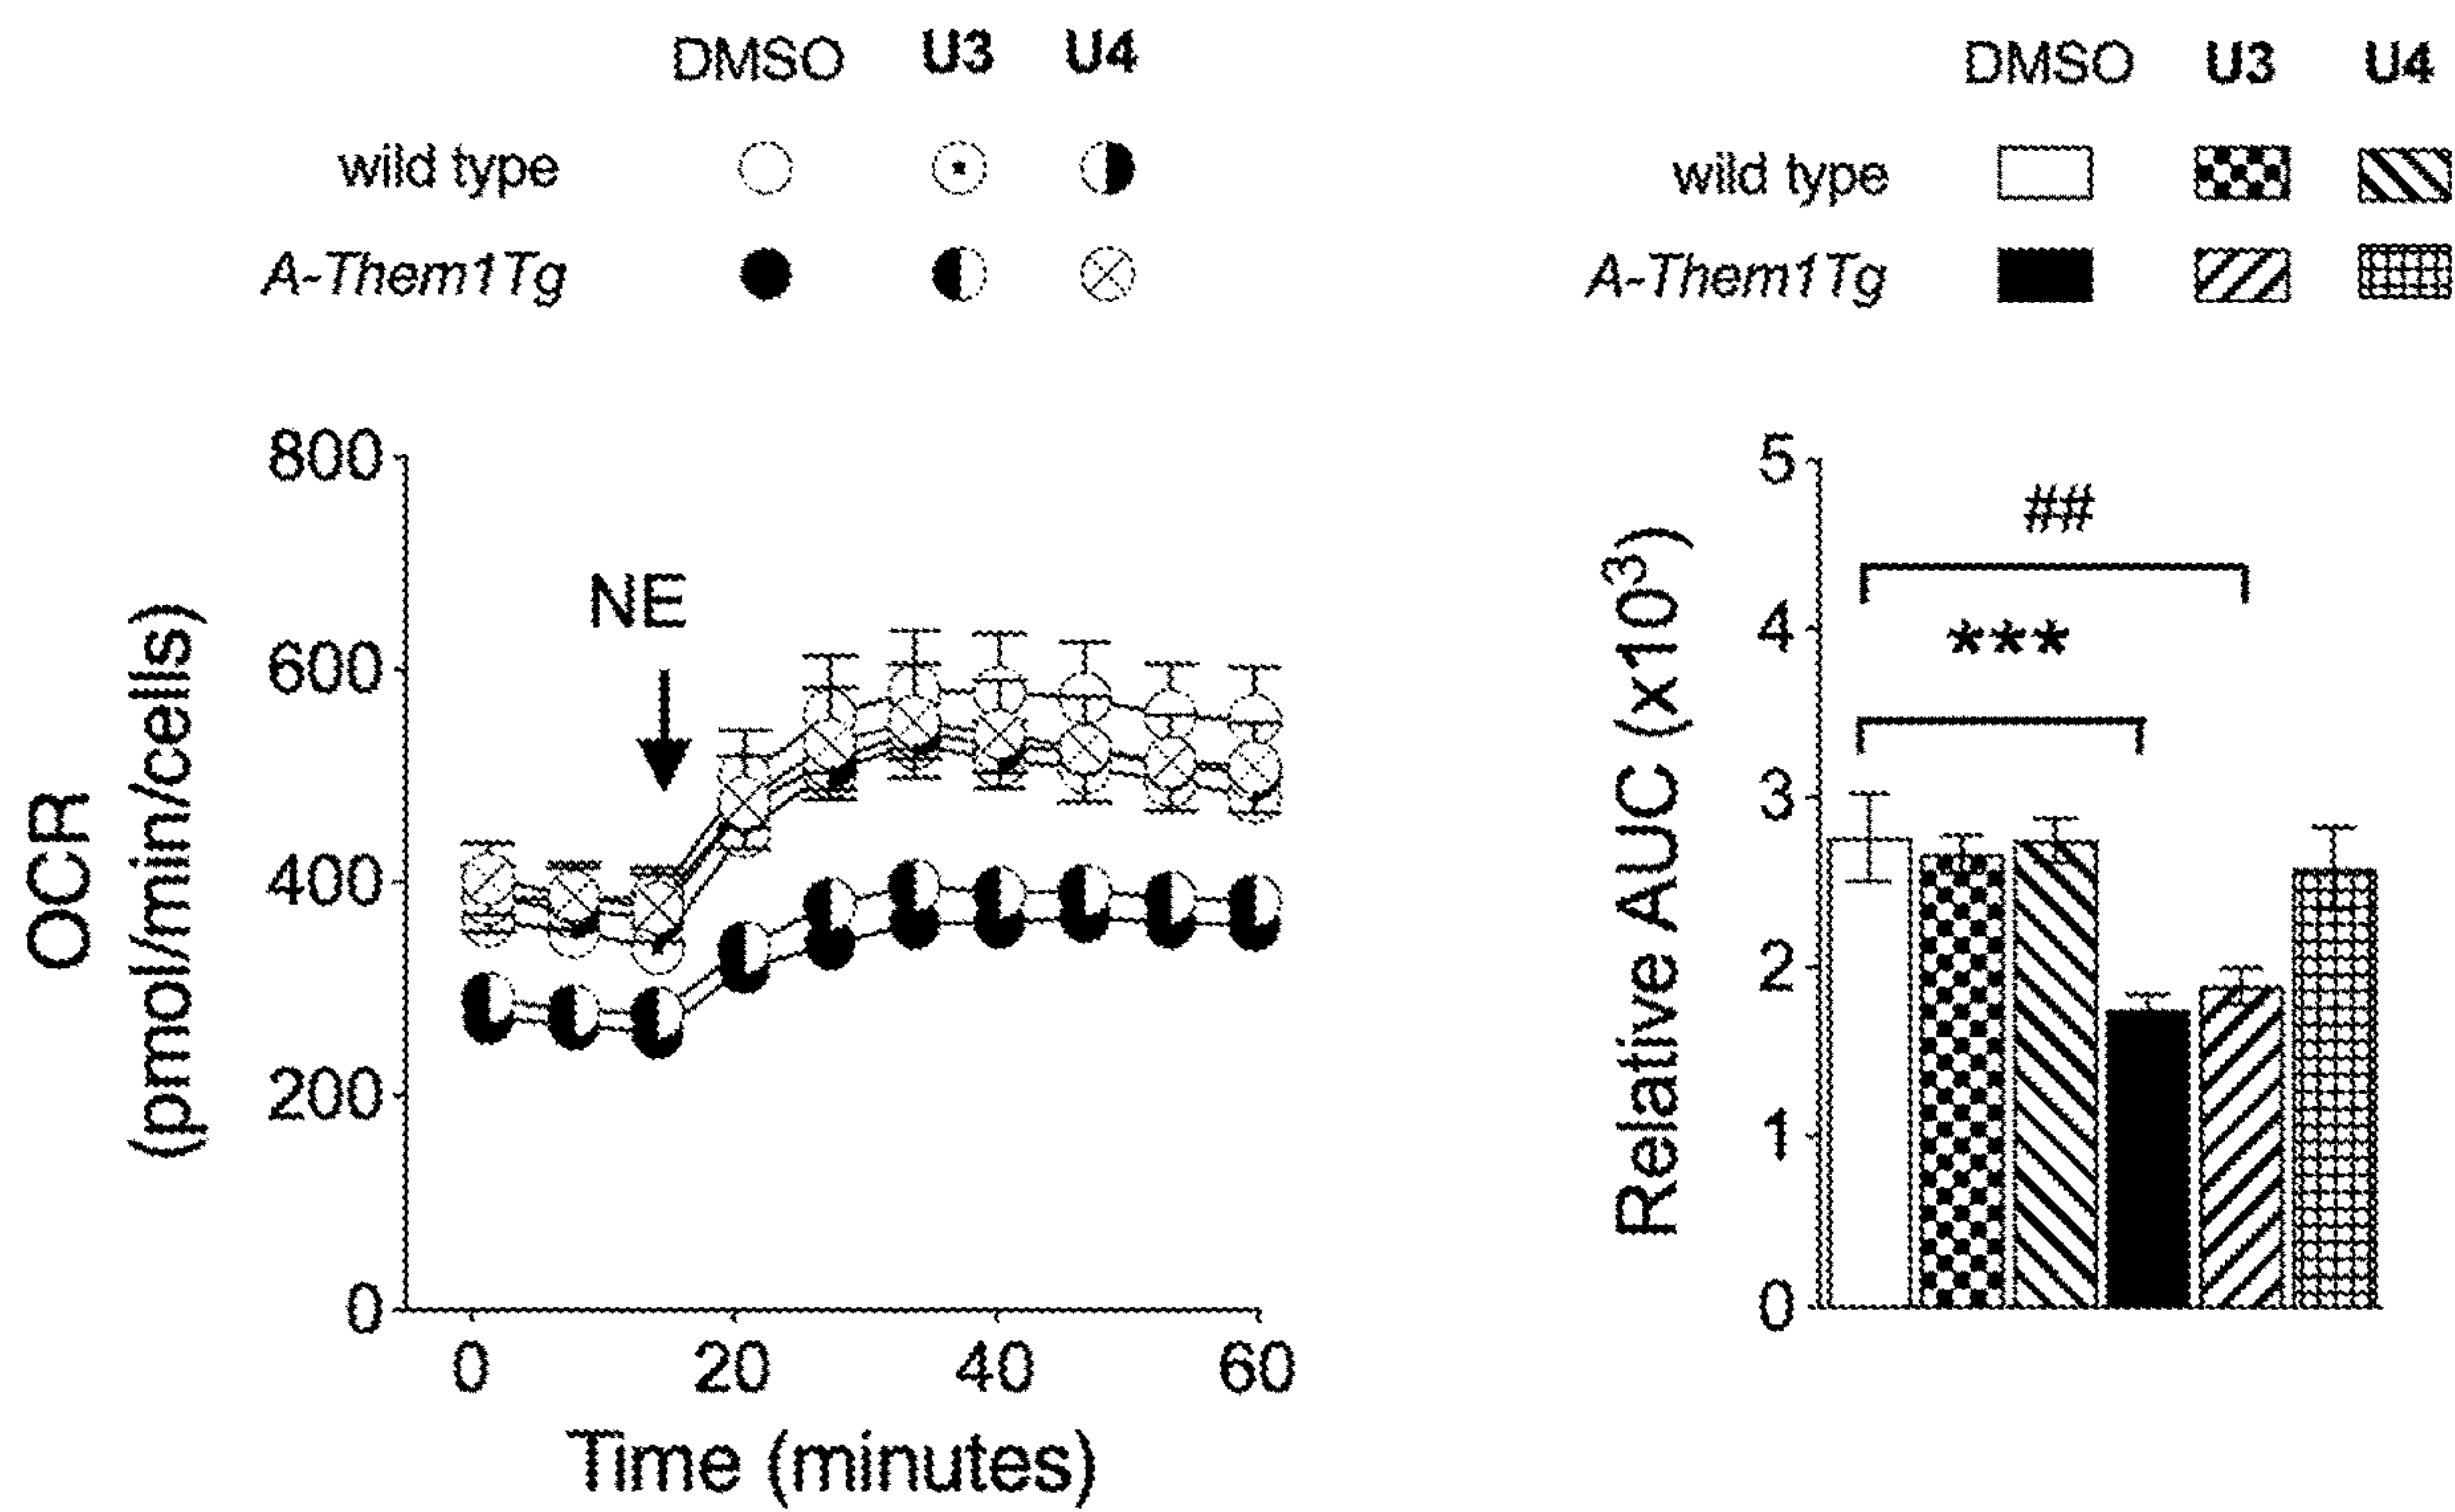 DMSO U3 U4
wild type
A-Them1Tg
800
600
400
200
0
OCR
(pmol/min/cellis)
NE
0 20 40 60
Time (minutes)
DMSO U3 U4
wild type
A-Them1Tg
5
4
3
2
1
0
Relative AUC (x10³)
##
***